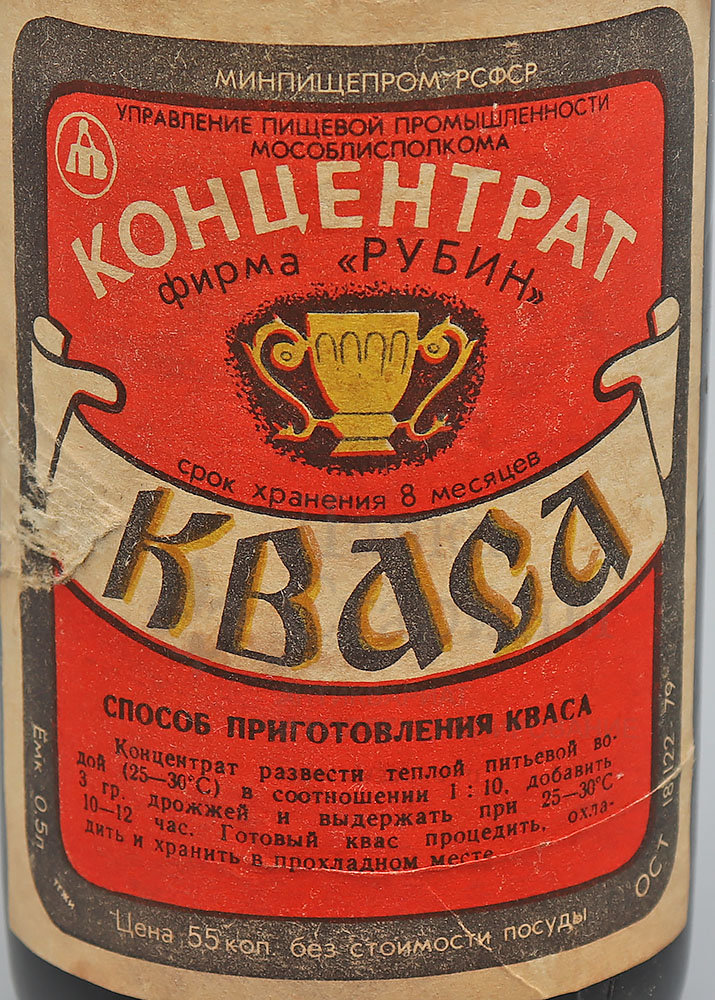 МИНПИЩЕПРОМ РСФСР
УПРАВЛЕНИЕ ПИЩЕВОЙ ПРОМЫШЛЕННОСТИ
МОСОБЛИСПОЛКОМА
КОНЦЕНТРАТ
фирма «РУБИН»
срок хранения 8 месяцев
КВАСА
СПОСОБ ПРИГОТОВЛЕНИЯ КВАСА
Концентрат развести теплой питьевой во-
дой (25—30°С) в соотношении 1 : 10, добавить
3 гр. дрожжей и выдержать при 25—30°С
10—12 час. Готовый квас процедить, охла-
дить и хранить в прохладном месте
Емк. 0,5л
ОСТ 18 122-79
Цена 55 коп. без стоимости посуды